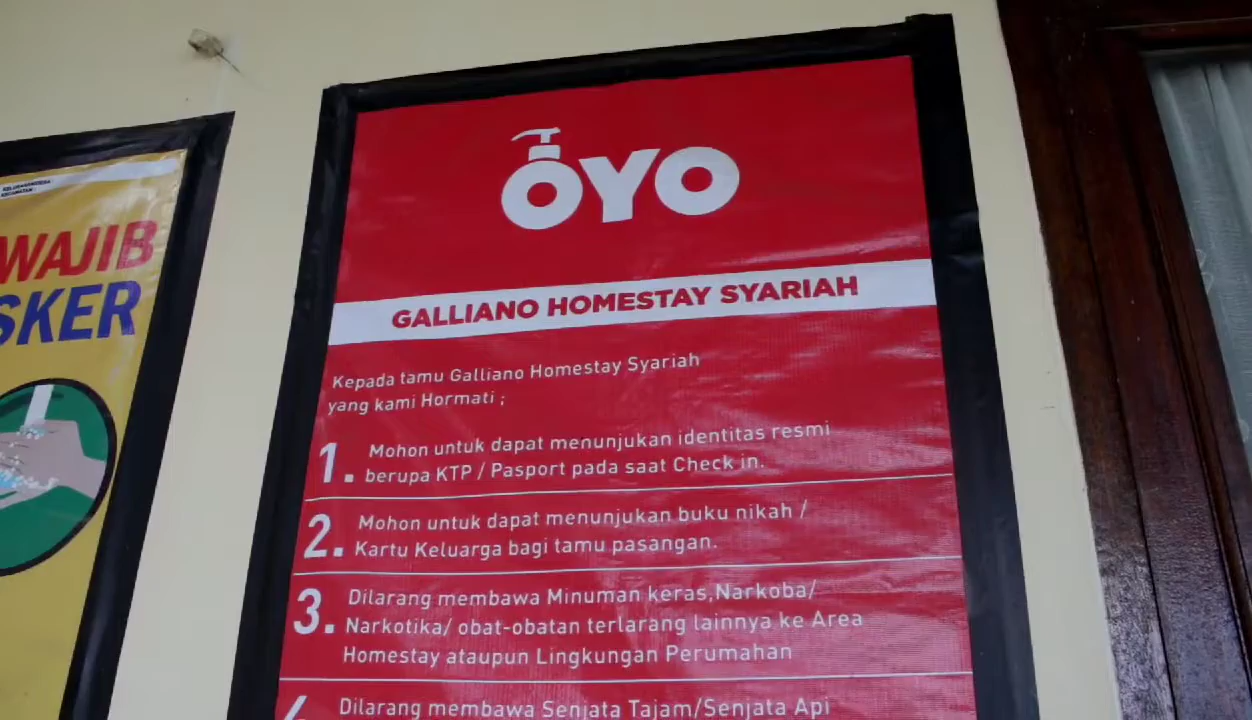 WAJIB
SKER
OYO
GALLIANO HOMESTAY SYARIAH
Kepada tamu Galliano Homestay Syariah
yang kami Hormati ;
1. Mohon untuk dapat menunjukan identitas resmi
berupa KTP / Pasport pada saat Check in.
2. Mohon untuk dapat menunjukan buku nikah /
Kartu Keluarga bagi tamu pasangan.
3. Dilarang membawa Minuman keras,Narkoba/
Narkotika/ obat-obatan terlarang lainnya ke Area
Homestay ataupun Lingkungan Perumahan
Dilarang membawa Senjata Tajam/Senjata Api